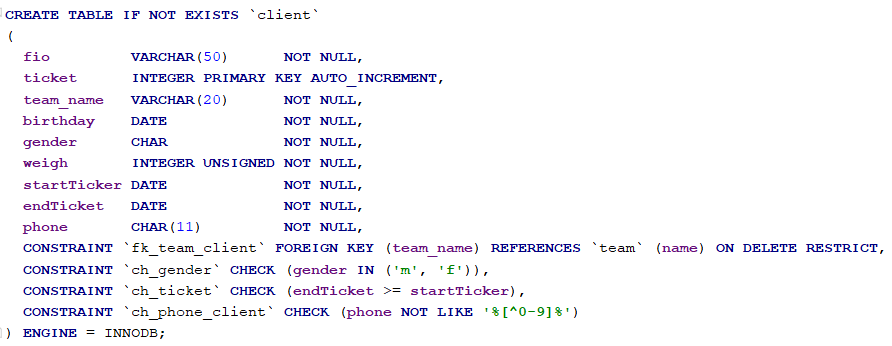 CREATE TABLE IF NOT EXISTS `client`
(
fio VARCHAR(50) NOT NULL,
ticket INTEGER PRIMARY KEY AUTO_INCREMENT,
team_name VARCHAR(20) NOT NULL,
birthday DATE NOT NULL,
gender CHAR NOT NULL,
weigh INTEGER UNSIGNED NOT NULL,
startTicker DATE NOT NULL,
endTicket DATE NOT NULL,
phone CHAR(11) NOT NULL,
CONSTRAINT `fk_team_client` FOREIGN KEY (team_name) REFERENCES `team` (name) ON DELETE RESTRICT,
CONSTRAINT `ch_gender` CHECK (gender IN ('m', 'f')),
CONSTRAINT `ch_ticket` CHECK (endTicket >= startTicker),
CONSTRAINT `ch_phone_client` CHECK (phone NOT LIKE '%[^0-9]%')
) ENGINE = INNODB;